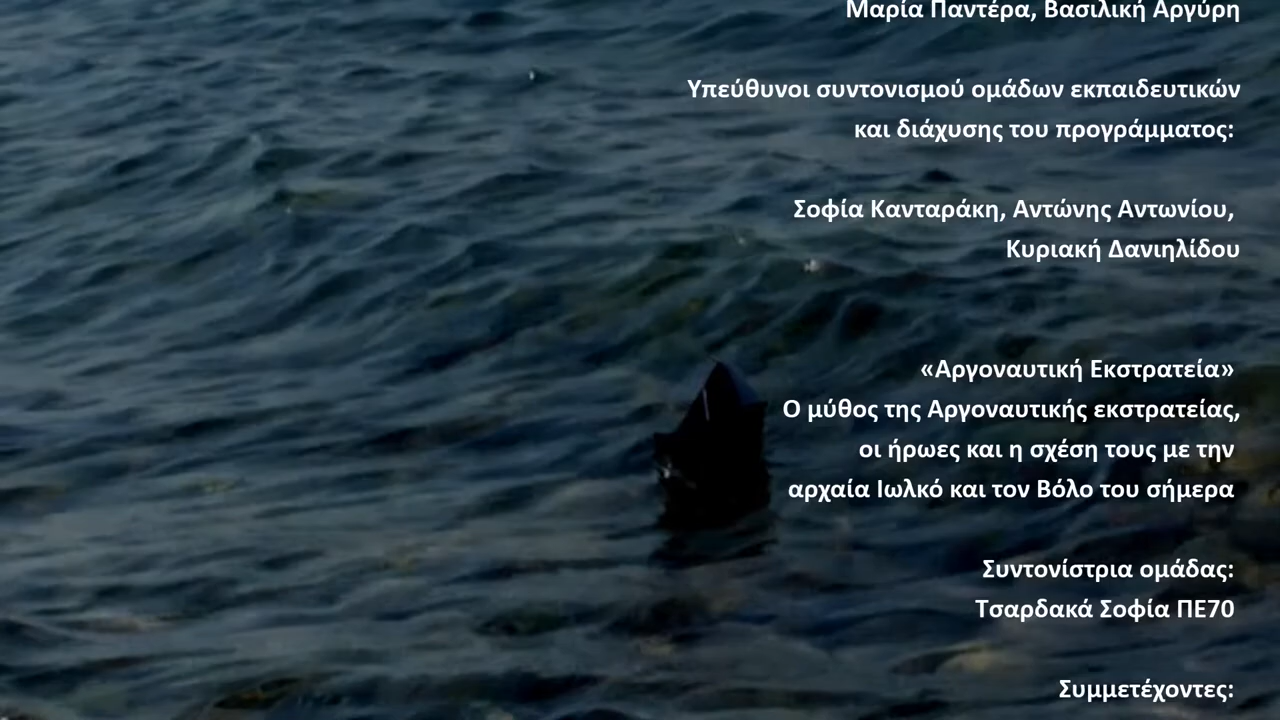 Μαρία Παντέρα, Βασιλική Αργύρη
Υπεύθυνοι συντονισμού ομάδων εκπαιδευτικών
και διάχυσης του προγράμματος:
Σοφία Κανταράκη, Αντώνης Αντωνίου,
Κυριακή Δανιηλίδου
«Αργοναυτική Εκστρατεία»
Ο μύθος της Αργοναυτικής εκστρατείας,
οι ήρωες και η σχέση τους με την
αρχαία Ιωλκό και τον Βόλο του σήμερα
Συντονίστρια ομάδας:
Τσαρδακά Σοφία ΠΕ70
Συμμετέχοντες: